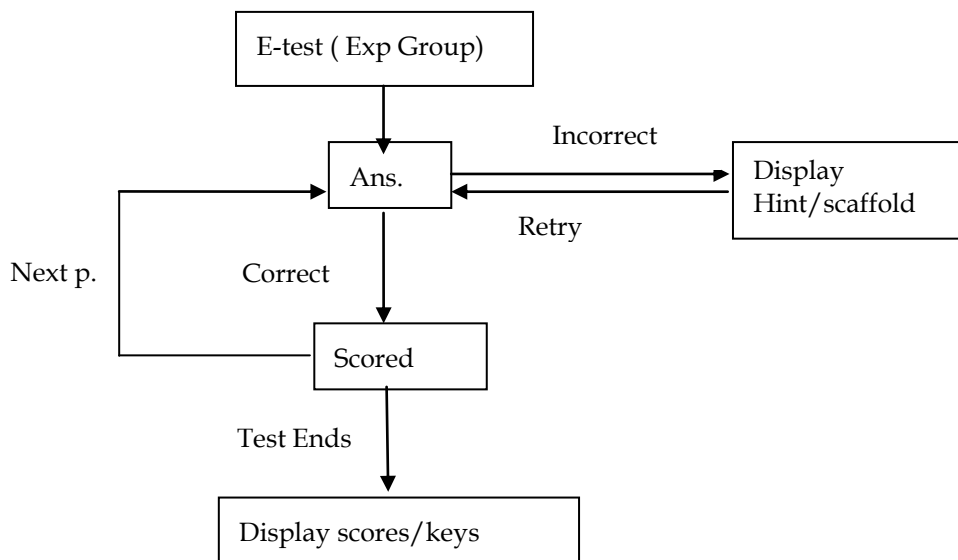 E-test ( Exp Group)
Incorrect
Ans.
Display
Hint/scaffold
Retry
Next p.
Correct
Scored
Test Ends
Display scores/keys